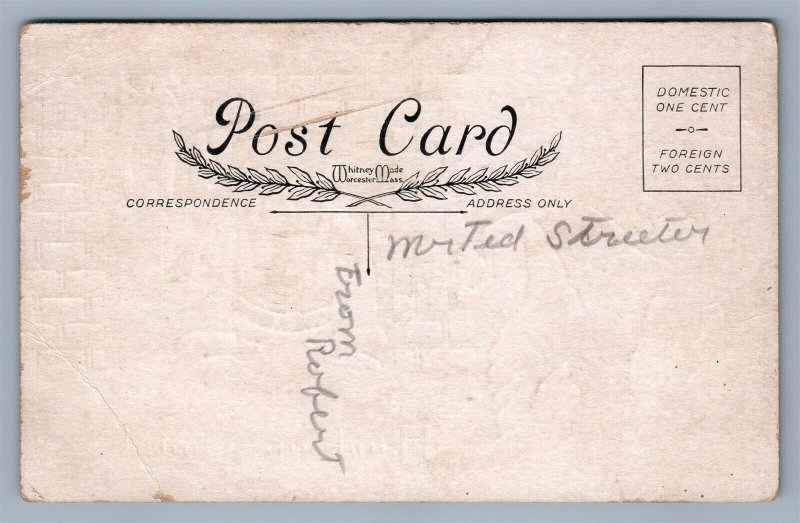 Post Card
Whitney Made
Worcester Mass
CORRESPONDENCE
ADDRESS ONLY
DOMESTIC
ONE CENT
FOREIGN
TWO CENTS
Mr Ted Streeter
From
Robert